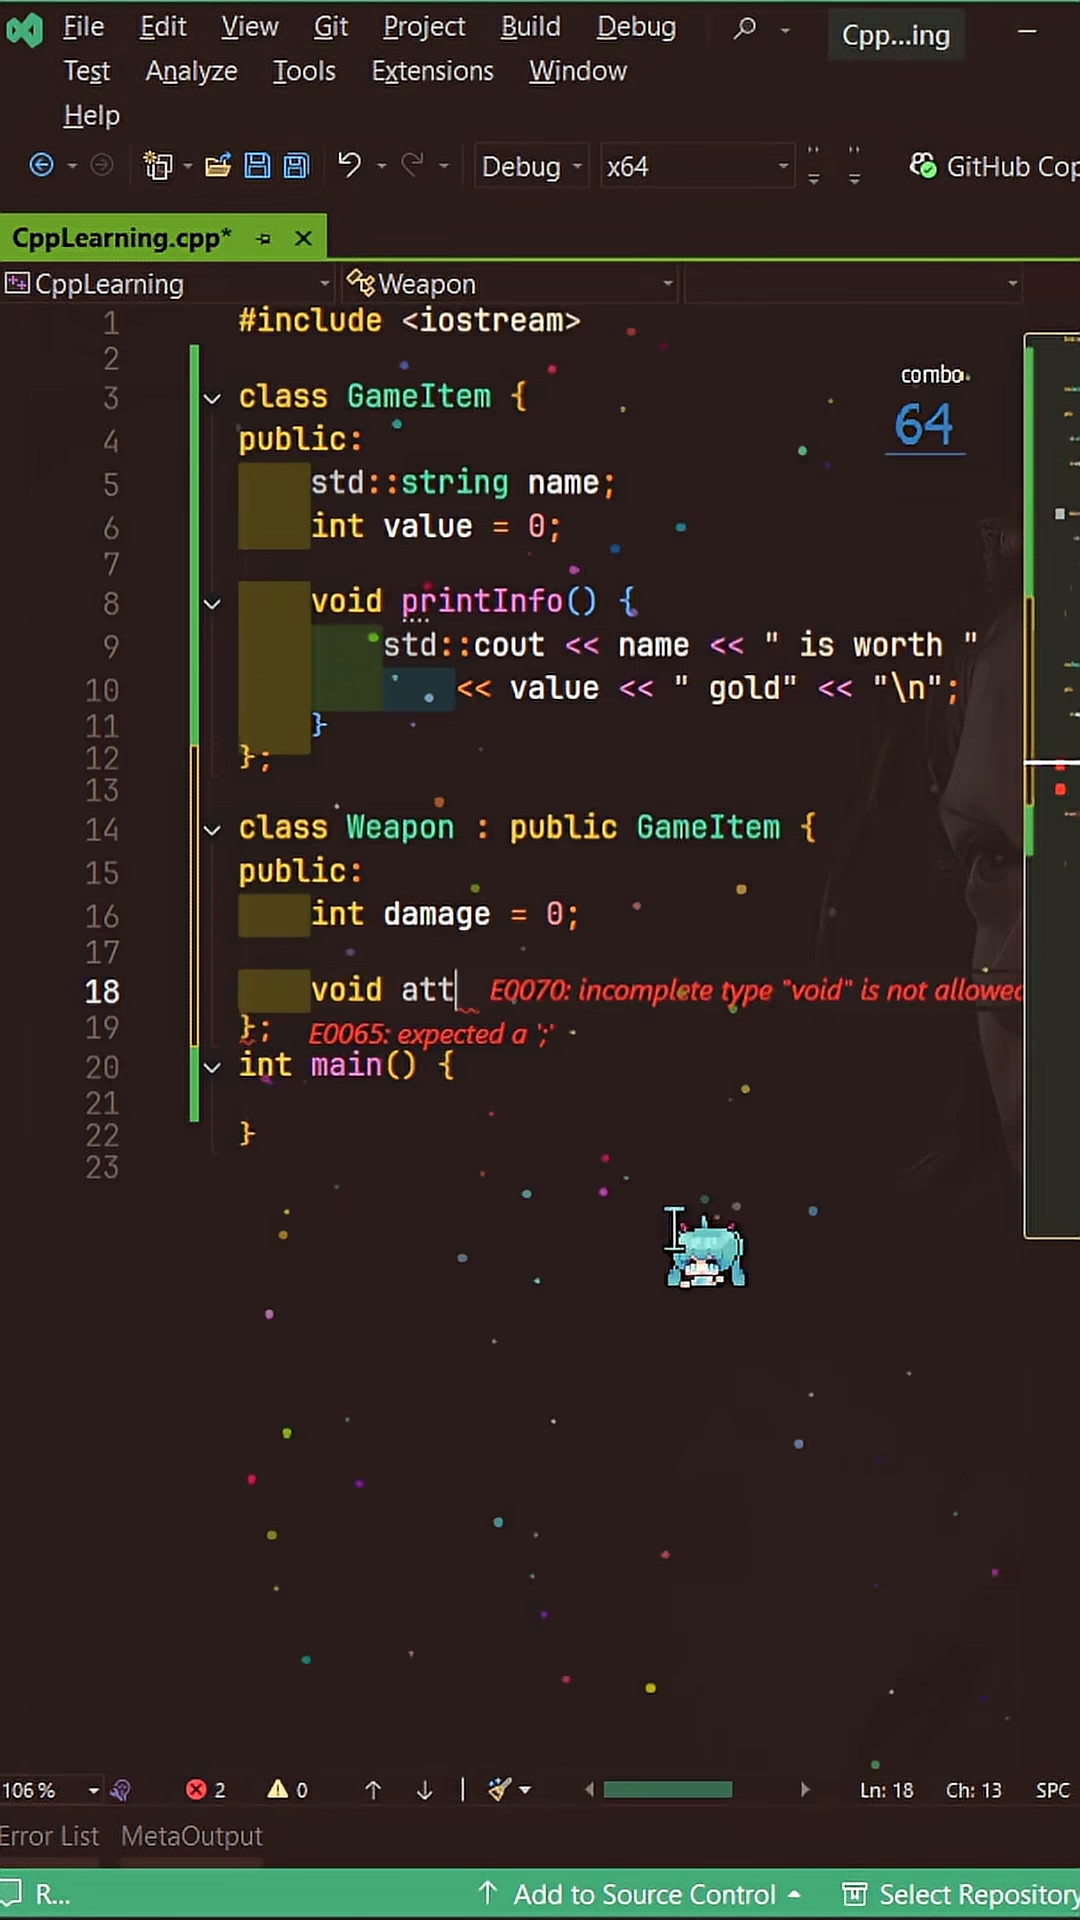 File Edit View Git Project Build Debug Cpp...ing
Test Analyze Tools Extensions Window
Help
Debug x64 GitHub Cop
CppLearning.cpp*
CppLearning Weapon
1 #include <iostream>
2
3 class GameItem {
4 public:
5 std::string name;
6 int value = 0;
7
8 void printInfo() {
9 std::cout << name << " is worth "
10 << value << " gold" << "\n";
11 }
12 };
13
14 class Weapon : public GameItem {
15 public:
16 int damage = 0;
17
18 void att E0070: incomplete type "void" is not allowed
19 }; E0065: expected a ';'
20 int main() {
21
22 }
23
combo
64
106 % 2 0 Ln: 18 Ch: 13 SPC
Error List MetaOutput
R... Add to Source Control Select Repository